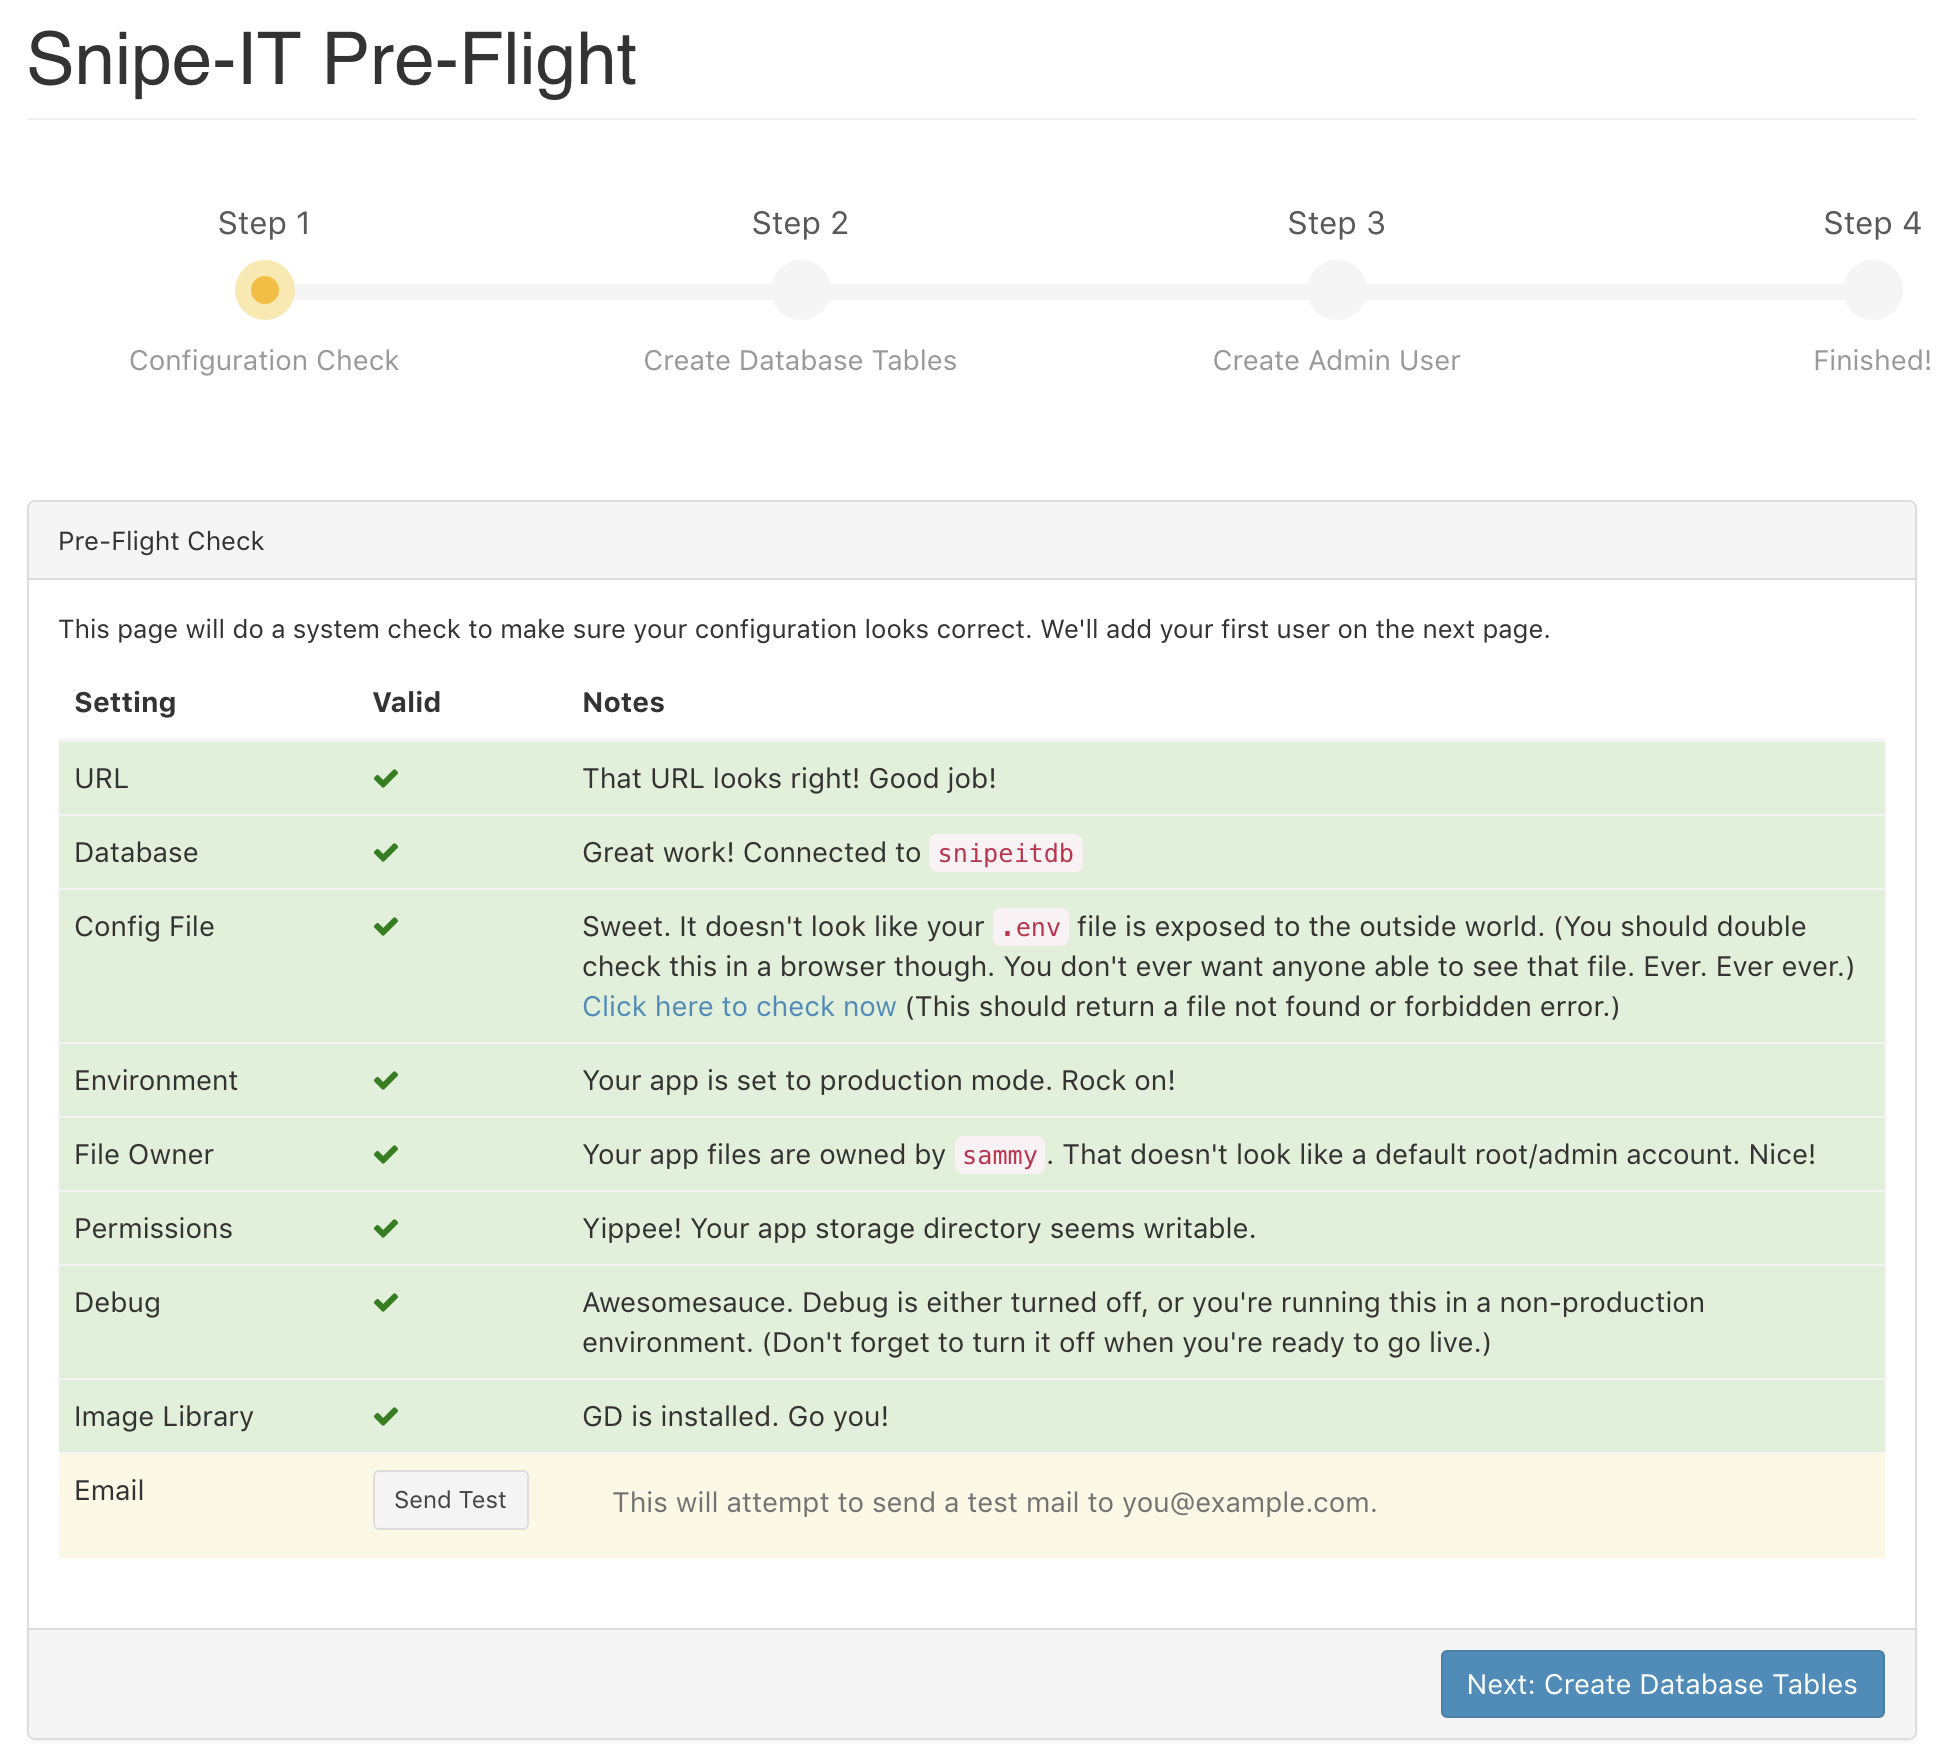 Snipe-IT Pre-Flight
Step 1
Step 2
Step 3
Step 4
Configuration Check
Create Database Tables
Create Admin User
Finished!
Pre-Flight Check
This page will do a system check to make sure your configuration looks correct. We'll add your first user on the next page.
Setting Valid Notes
URL That URL looks right! Good job!
Database Great work! Connected to snipeitdb
Config File Sweet. It doesn't look like your .env file is exposed to the outside world. (You should double
check this in a browser though. You don't ever want anyone able to see that file. Ever. Ever ever.)
Click here to check now (This should return a file not found or forbidden error.)
Environment Your app is set to production mode. Rock on!
File Owner Your app files are owned by sammy. That doesn't look like a default root/admin account. Nice!
Permissions Yippee! Your app storage directory seems writable.
Debug Awesomesauce. Debug is either turned off, or you're running this in a non-production
environment. (Don't forget to turn it off when you're ready to go live.)
Image Library GD is installed. Go you!
Email Send Test This will attempt to send a test mail to you@example.com.
Next: Create Database Tables